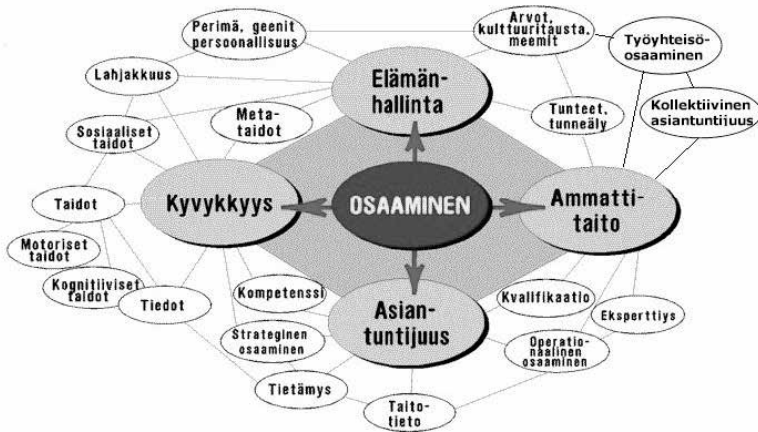 Perimä, geenit
persoonallisuus
Arvot,
kulttuuritausta,
meemit
Työyhteisö-
osaaminen
Lahjakkuus
Elämän-
hallinta
Kollektiivinen
asiantuntijuus
Meta-
taidot
Tunteet,
tunneäly
Sosiaaliset
taidot
Taidot
Kyvykkyys
OSAAMINEN
Ammatti-
taito
Motoriset
taidot
Kognitiiviset
taidot
Tiedot
Kompetenssi
Asian-
tuntijuus
Kvalifikaatio
Eksperttiys
Strateginen
osaaminen
Operatio-
naalinen
osaaminen
Tietämys
Taito-
tieto